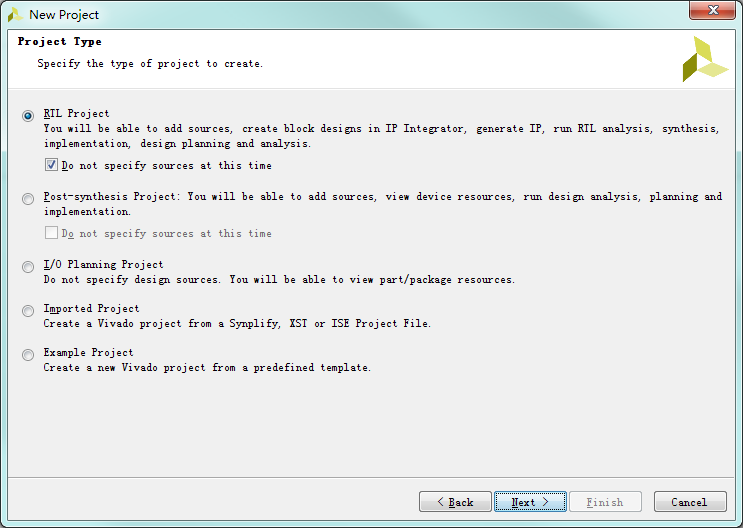 New Project
Project Type
Specify the type of project to create.
RTL Project
You will be able to add sources, create block designs in IP Integrator, generate IP, run RTL analysis, synthesis,
implementation, design planning and analysis.
Do not specify sources at this time
Post-synthesis Project: You will be able to add sources, view device resources, run design analysis, planning and
implementation.
Do not specify sources at this time
I/O Planning Project
Do not specify design sources. You will be able to view part/package resources.
Imported Project
Create a Vivado project from a Synplify, XST or ISE Project File.
Example Project
Create a new Vivado project from a predefined template.
< Back Next > Finish Cancel